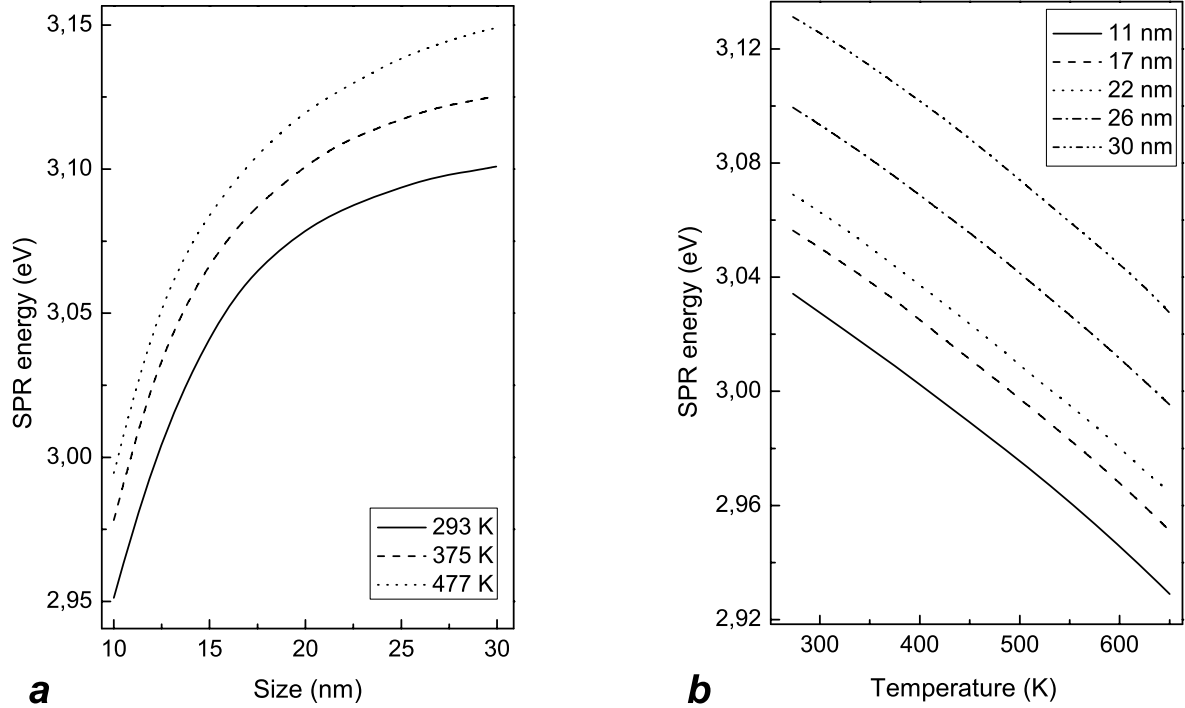 3,15
3,10
3,05
3,00
2,95
SPR energy (eV)
293 K
375 K
477 K
10 15 20 25 30
Size (nm)
a
3,12
3,08
3,04
3,00
2,96
2,92
SPR energy (eV)
11 nm
17 nm
22 nm
26 nm
30 nm
300 400 500 600
Temperature (K)
b